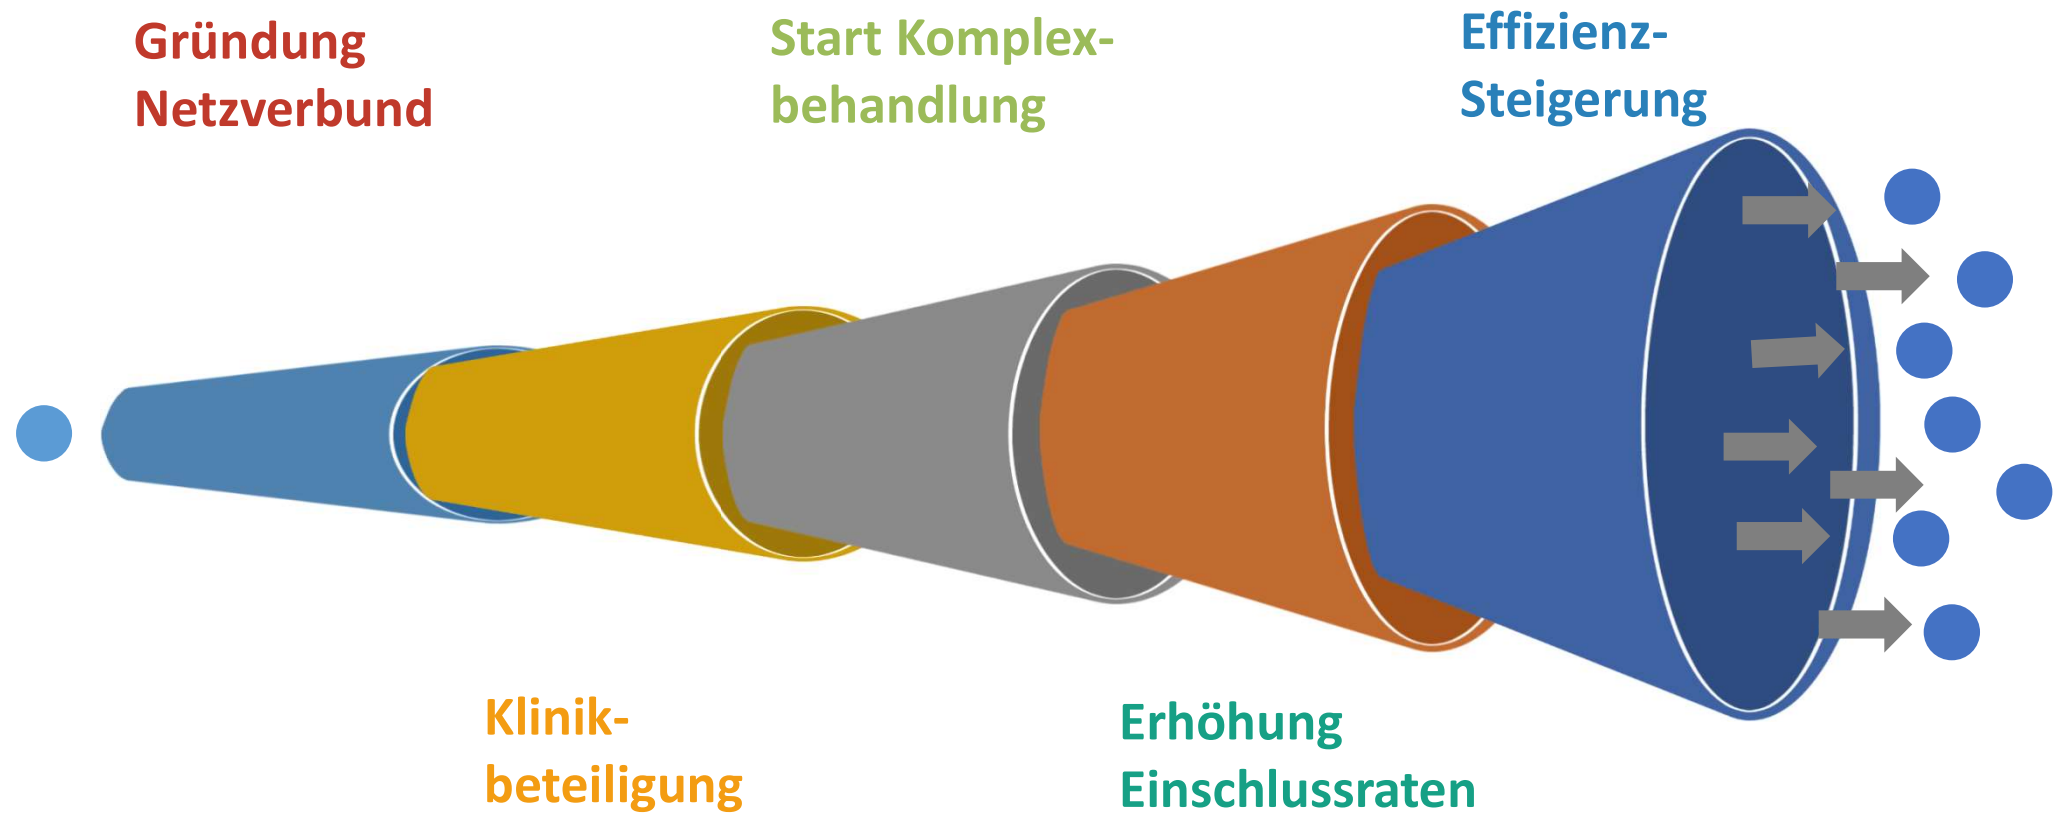 Gründung
Netzverbund
Start Komplex-
behandlung
Effizienz-
Steigerung
Klinik-
beteiligung
Erhöhung
Einschlussraten